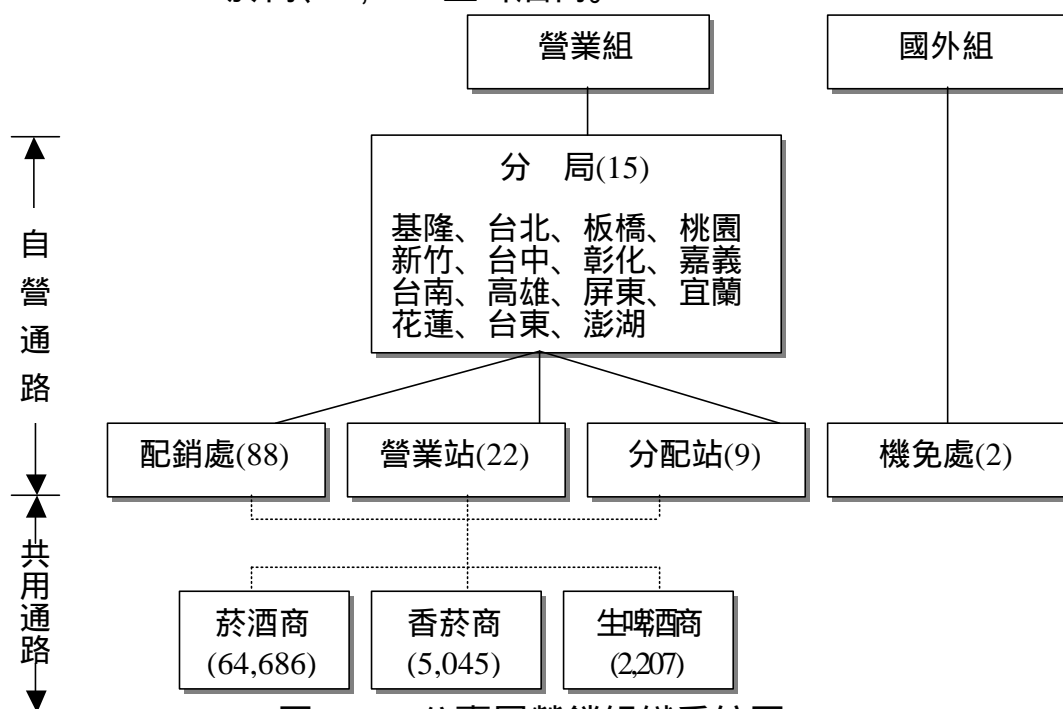 營業組
國外組
分 局(15)
基隆、台北、板橋、桃園
新竹、台中、彰化、嘉義
台南、高雄、屏東、宜蘭
花蓮、台東、澎湖
自營通路
配銷處(88)
營業站(22)
分配站(9)
機免處(2)
共用通路
菸酒商
(64,686)
香菸商
(5,045)
生啤酒商
(2,207)